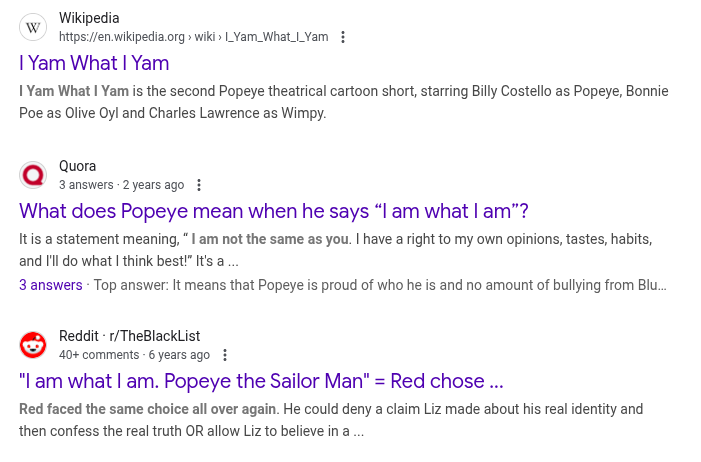 Wikipedia
https://en.wikipedia.org › wiki › I_Yam_What_I_Yam
I Yam What I Yam
I Yam What I Yam is the second Popeye theatrical cartoon short, starring Billy Costello as Popeye, Bonnie
Poe as Olive Oyl and Charles Lawrence as Wimpy.
Quora
3 answers · 2 years ago
What does Popeye mean when he says “I am what I am”?
It is a statement meaning, “ I am not the same as you. I have a right to my own opinions, tastes, habits,
and I'll do what I think best!” It's a ...
3 answers · Top answer: It means that Popeye is proud of who he is and no amount of bullying from Blu...
Reddit · r/TheBlackList
40+ comments · 6 years ago
"I am what I am. Popeye the Sailor Man" = Red chose ...
Red faced the same choice all over again. He could deny a claim Liz made about his real identity and
then confess the real truth OR allow Liz to believe in a ...